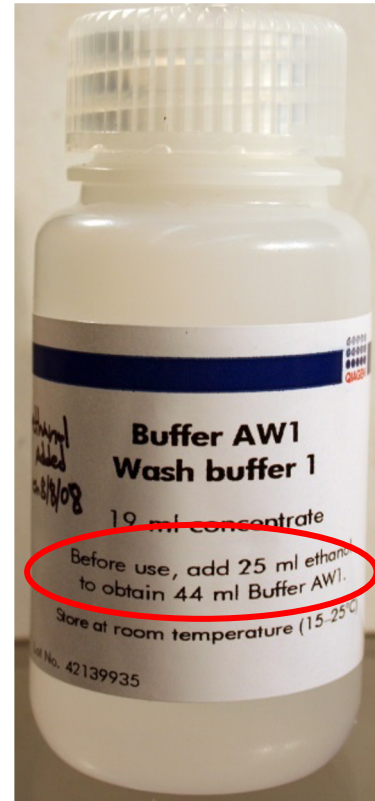 QIAGEN
ethanol
Added
on 8/8/08
Buffer AW1
Wash buffer 1
19 ml concentrate
Before use, add 25 ml ethanol
to obtain 44 ml Buffer AW1.
Store at room temperature (15–25°C)
Lot No. 42139935